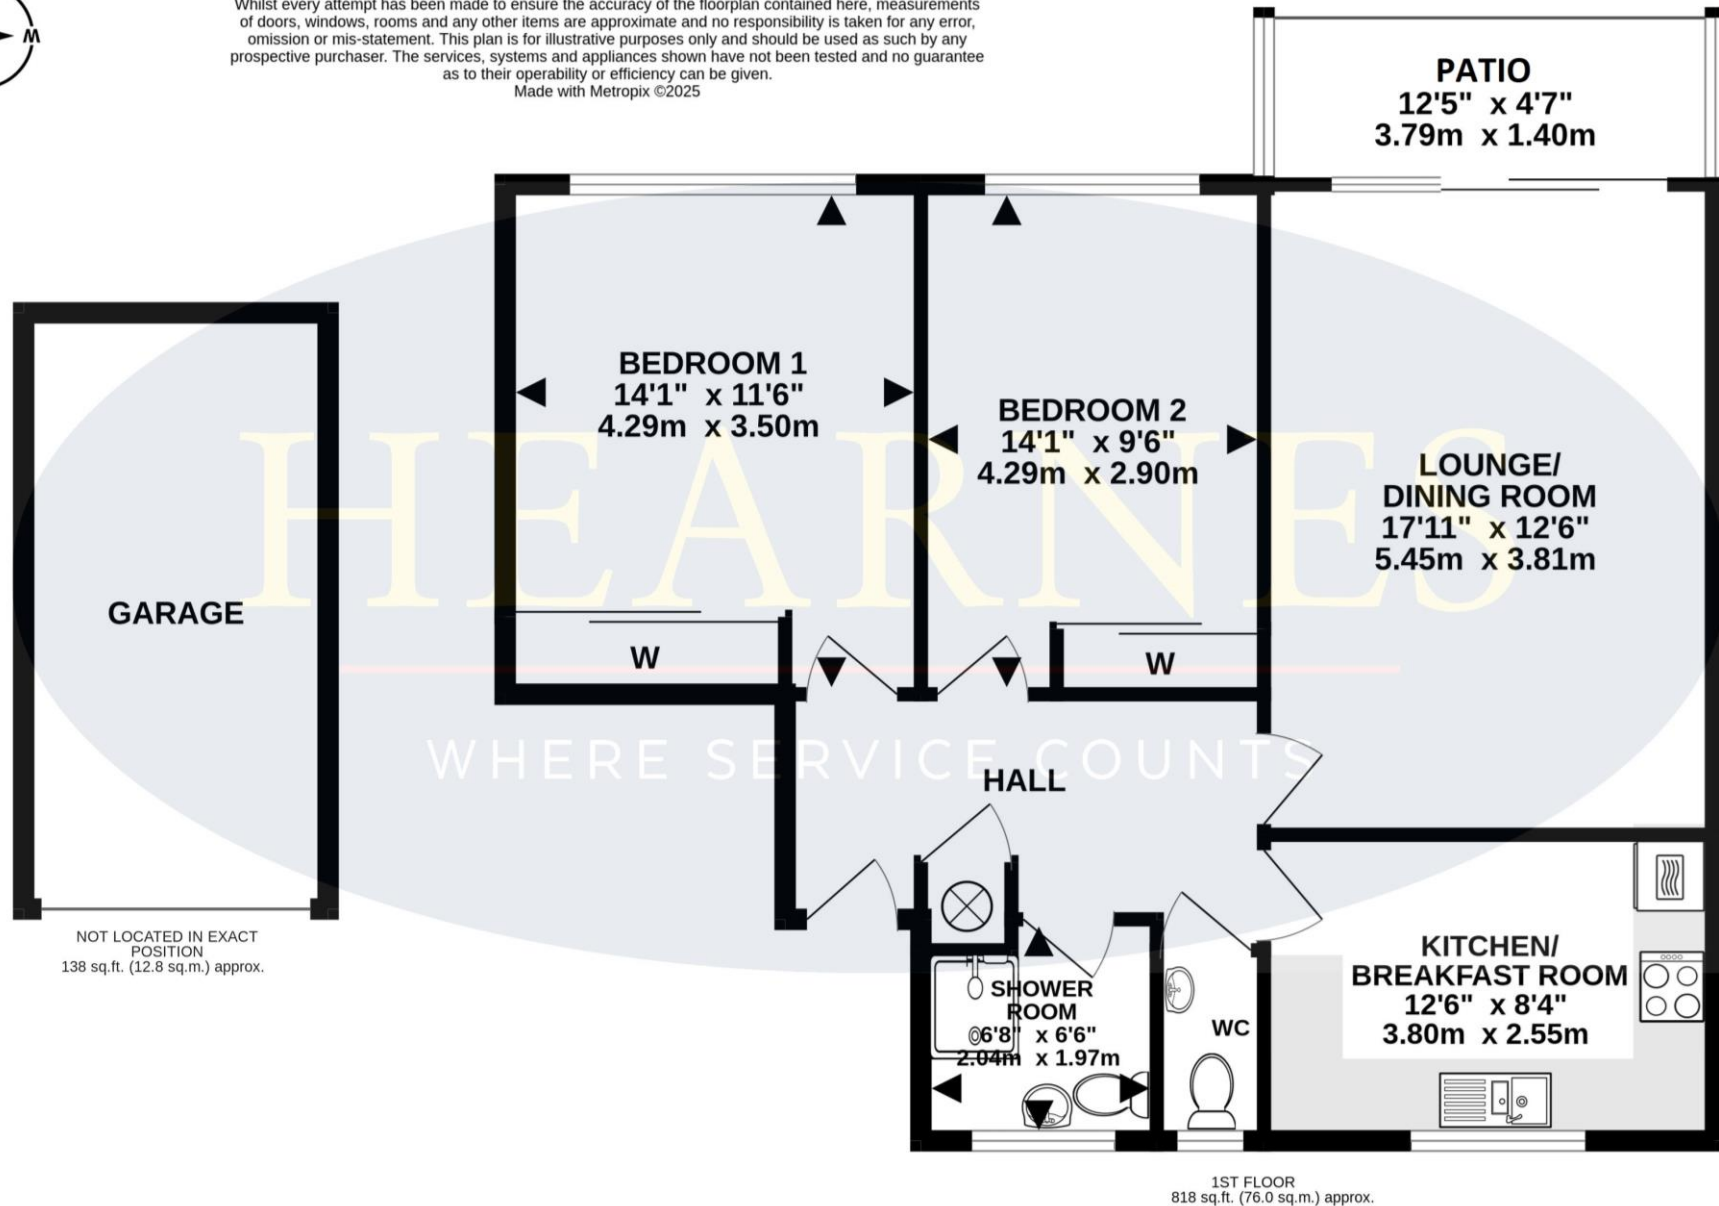 Whilst every attempt has been made to ensure the accuracy of the floorplan contained here, measurements
of doors, windows, rooms and any other items are approximate and no responsibility is taken for any error,
omission or mis-statement. This plan is for illustrative purposes only and should be used as such by any
prospective purchaser. The services, systems and appliances shown have not been tested and no guarantee
as to their operability or efficiency can be given.
Made with Metropix ©2025
PATIO
12'5" x 4'7"
3.79m x 1.40m
BEDROOM 1
14'1" x 11'6"
4.29m x 3.50m
BEDROOM 2
14'1" x 9'6"
4.29m x 2.90m
LOUNGE/
DINING ROOM
17'11" x 12'6"
5.45m x 3.81m
HEARNES
GARAGE
W
W
WHERE SERVICE COUNTS
HALL
NOT LOCATED IN EXACT
POSITION
138 sq.ft. (12.8 sq.m.) approx.
KITCHEN/
BREAKFAST ROOM
12'6" x 8'4"
3.80m x 2.55m
SHOWER
ROOM
6'8" x 6'6"
2.04m x 1.97m
WC
1ST FLOOR
818 sq.ft. (76.0 sq.m.) approx.